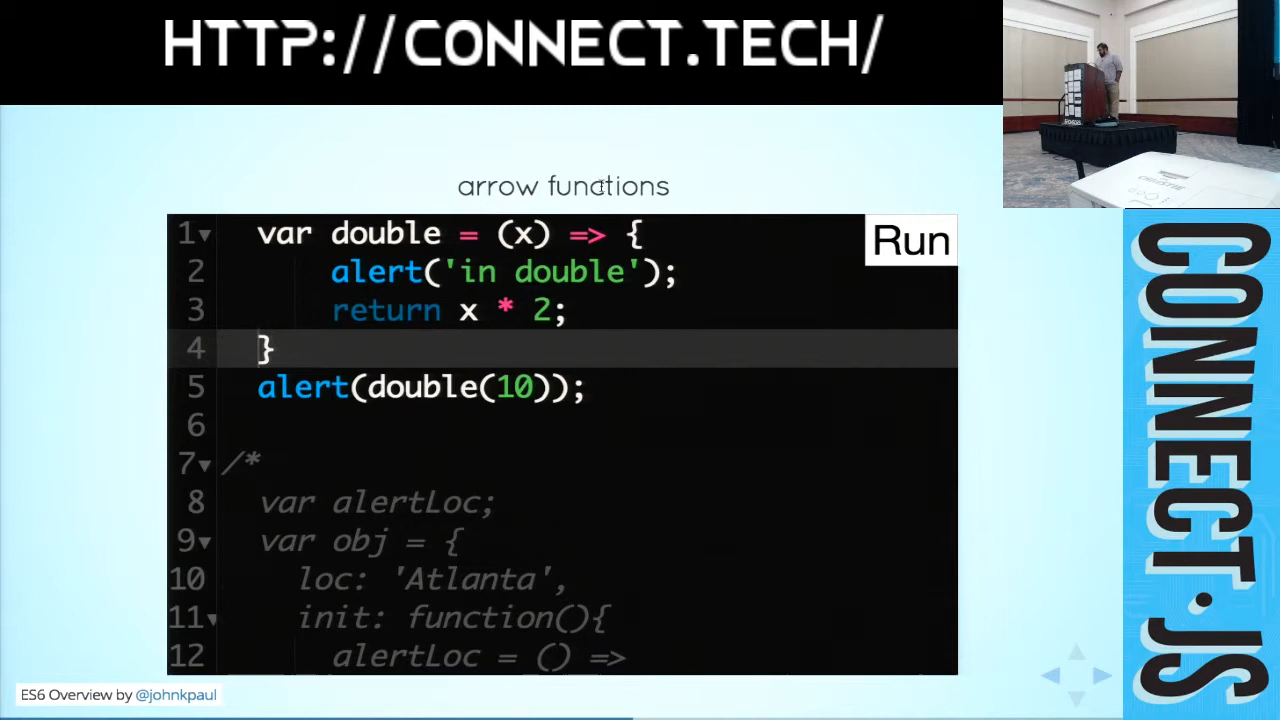 HTTP://CONNECT.TECH/
arrow functions
Run
1 var double = (x) => {
2 alert('in double');
3 return x * 2;
4 }
5 alert(double(10));
6
7 /*
8 var alertLoc;
9 var obj = {
10 loc: 'Atlanta',
11 init: function(){
12 alertLoc = () =>
ES6 Overview by @johnkpaul
CONNECT.JS
CHRISTIE